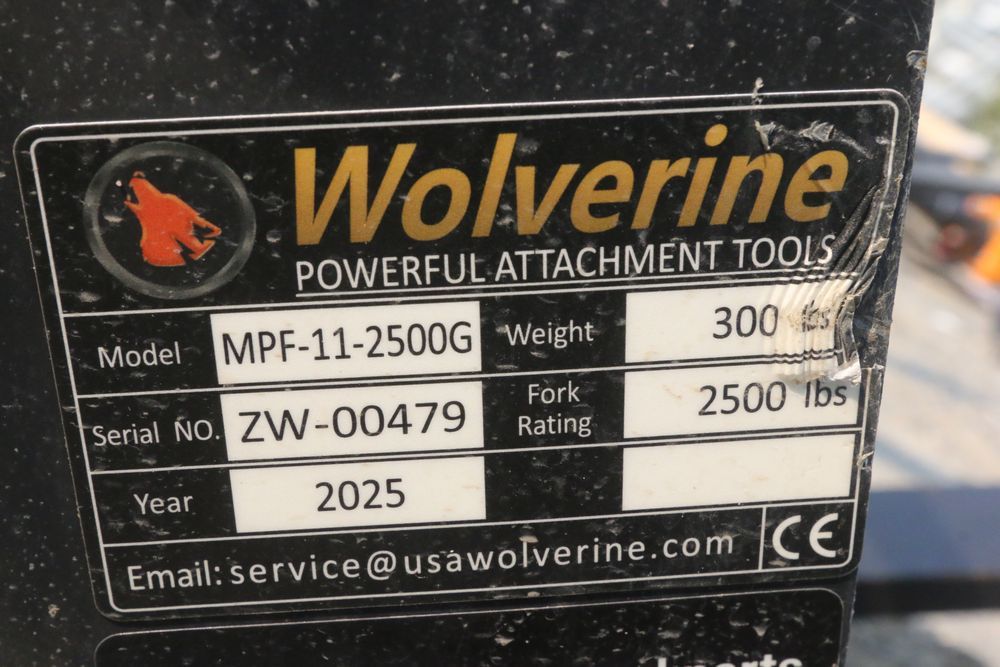 Wolverine
POWERFUL ATTACHMENT TOOLS
Model MPF-11-2500G Weight 300 lbs
Serial NO. ZW-00479 Fork Rating 2500 lbs
Year 2025
Email: service@usawolverine.com CE